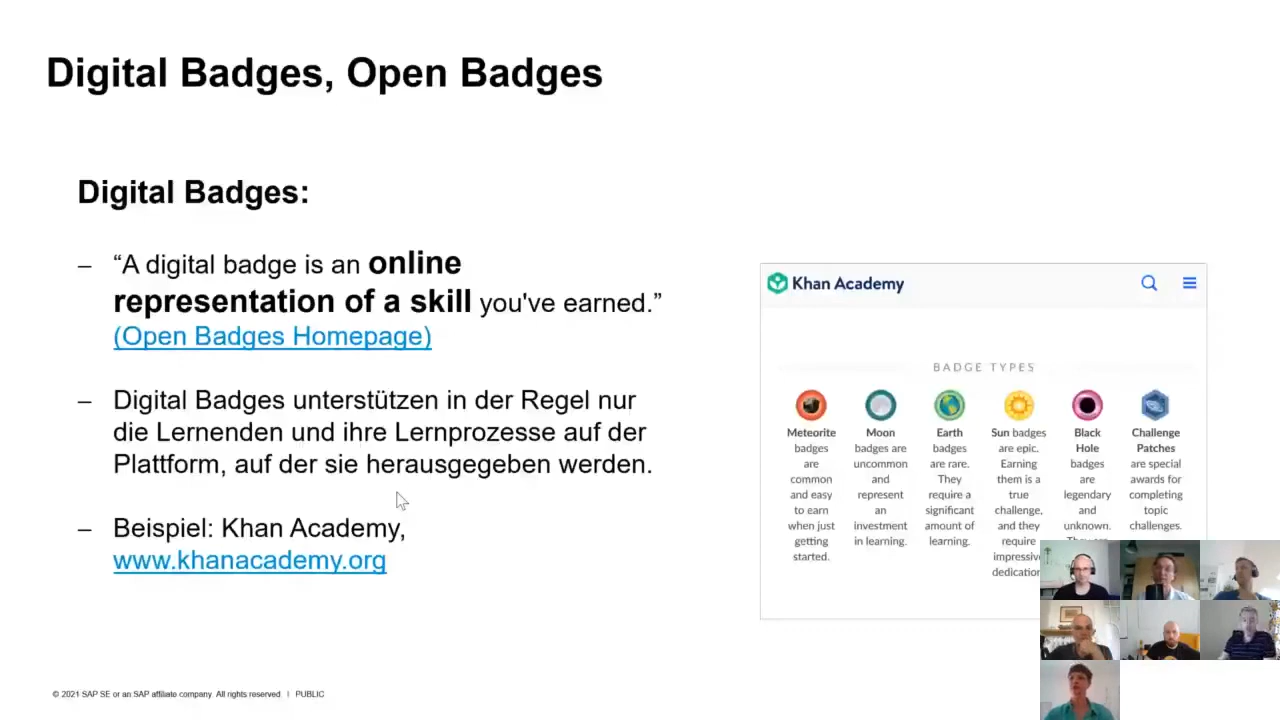 Digital Badges, Open Badges
Digital Badges:
– “A digital badge is an online
representation of a skill you've earned.”
(Open Badges Homepage)
– Digital Badges unterstützen in der Regel nur
die Lernenden und ihre Lernprozesse auf der
Plattform, auf der sie herausgegeben werden.
– Beispiel: Khan Academy,
www.khanacademy.org
Khan Academy
BADGE TYPES
Meteorite
badges
are
common
and easy
to earn
when just
getting
started.
Moon
badges are
uncommon
and
represent
an
investment
in learning.
Earth
badges
are rare.
They
require a
significant
amount of
learning.
Sun badges
are epic.
Earning
them is a
true
challenge,
and they
require
impressive
dedication
Black
Hole
badges
are
legendary
and
unknown.
They are
Challenge
Patches
are special
awards for
completing
topic
challenges.
© 2021 SAP SE or an SAP affiliate company. All rights reserved. | PUBLIC